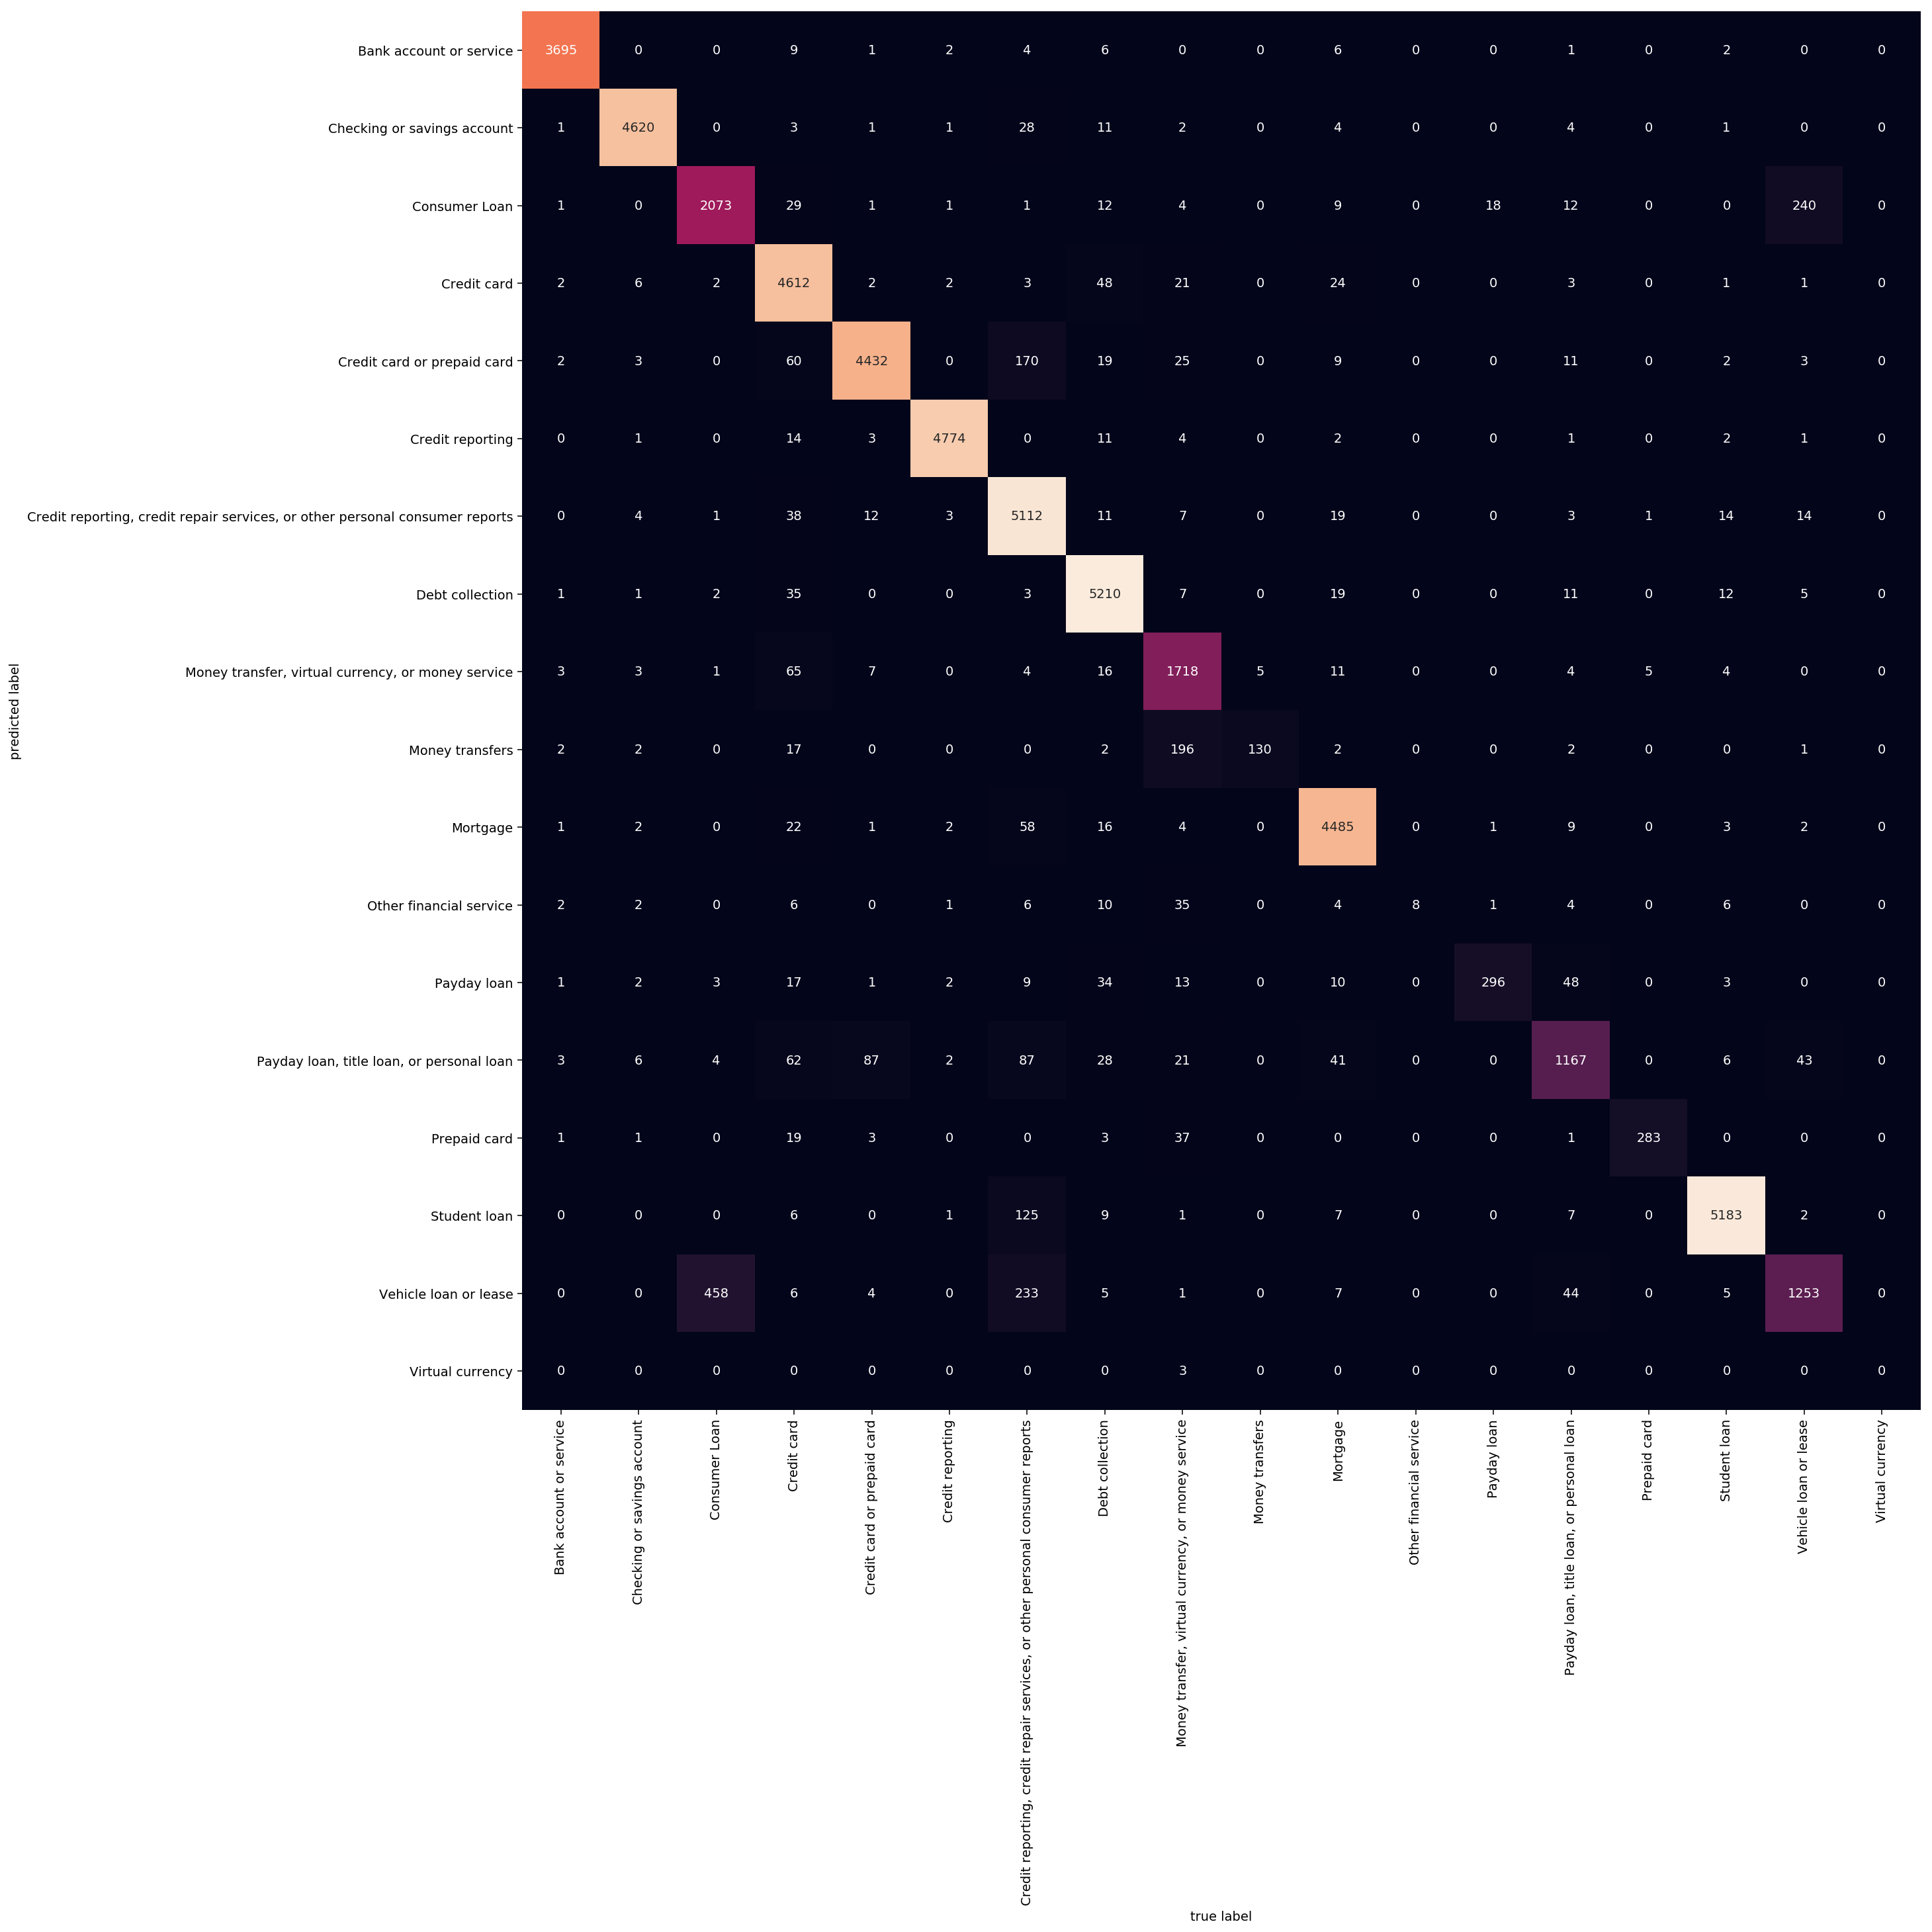 Bank account or service 3695 0 0 9 1 2 4 6 0 0 6 0 0 1 0 2 0 0
Checking or savings account 1 4620 0 3 1 1 28 11 2 0 4 0 0 4 0 1 0 0
Consumer Loan 1 0 2073 29 1 1 1 12 4 0 9 0 18 12 0 0 240 0
Credit card 2 6 2 4612 2 2 3 48 21 0 24 0 0 3 0 1 1 0
Credit card or prepaid card 2 3 0 60 4432 0 170 19 25 0 9 0 0 11 0 2 3 0
Credit reporting 0 1 0 14 3 4774 0 11 4 0 2 0 0 1 0 2 1 0
Credit reporting, credit repair services, or other personal consumer reports 0 4 1 38 12 3 5112 11 7 0 19 0 0 3 1 14 14 0
Debt collection 1 1 2 35 0 0 3 5210 7 0 19 0 0 11 0 12 5 0
Money transfer, virtual currency, or money service 3 3 1 65 7 0 4 16 1718 5 11 0 0 4 5 4 0 0
Money transfers 2 2 0 17 0 0 0 2 196 130 2 0 0 2 0 0 1 0
Mortgage 1 2 0 22 1 2 58 16 4 0 4485 0 1 9 0 3 2 0
Other financial service 2 2 0 6 0 1 6 10 35 0 4 8 1 4 0 6 0 0
Payday loan 1 2 3 17 1 2 9 34 13 0 10 0 296 48 0 3 0 0
Payday loan, title loan, or personal loan 3 6 4 62 87 2 87 28 21 0 41 0 0 1167 0 6 43 0
Prepaid card 1 1 0 19 3 0 0 3 37 0 0 0 0 1 283 0 0 0
Student loan 0 0 0 6 0 1 125 9 1 0 7 0 0 7 0 5183 2 0
Vehicle loan or lease 0 0 458 6 4 0 233 5 1 0 7 0 0 44 0 5 1253 0
Virtual currency 0 0 0 0 0 0 0 0 3 0 0 0 0 0 0 0 0 0
predicted label
Bank account or service
Checking or savings account
Consumer Loan
Credit card
Credit card or prepaid card
Credit reporting
Credit reporting, credit repair services, or other personal consumer reports
Debt collection
Money transfer, virtual currency, or money service
Money transfers
Mortgage
Other financial service
Payday loan
Payday loan, title loan, or personal loan
Prepaid card
Student loan
Vehicle loan or lease
Virtual currency
true label